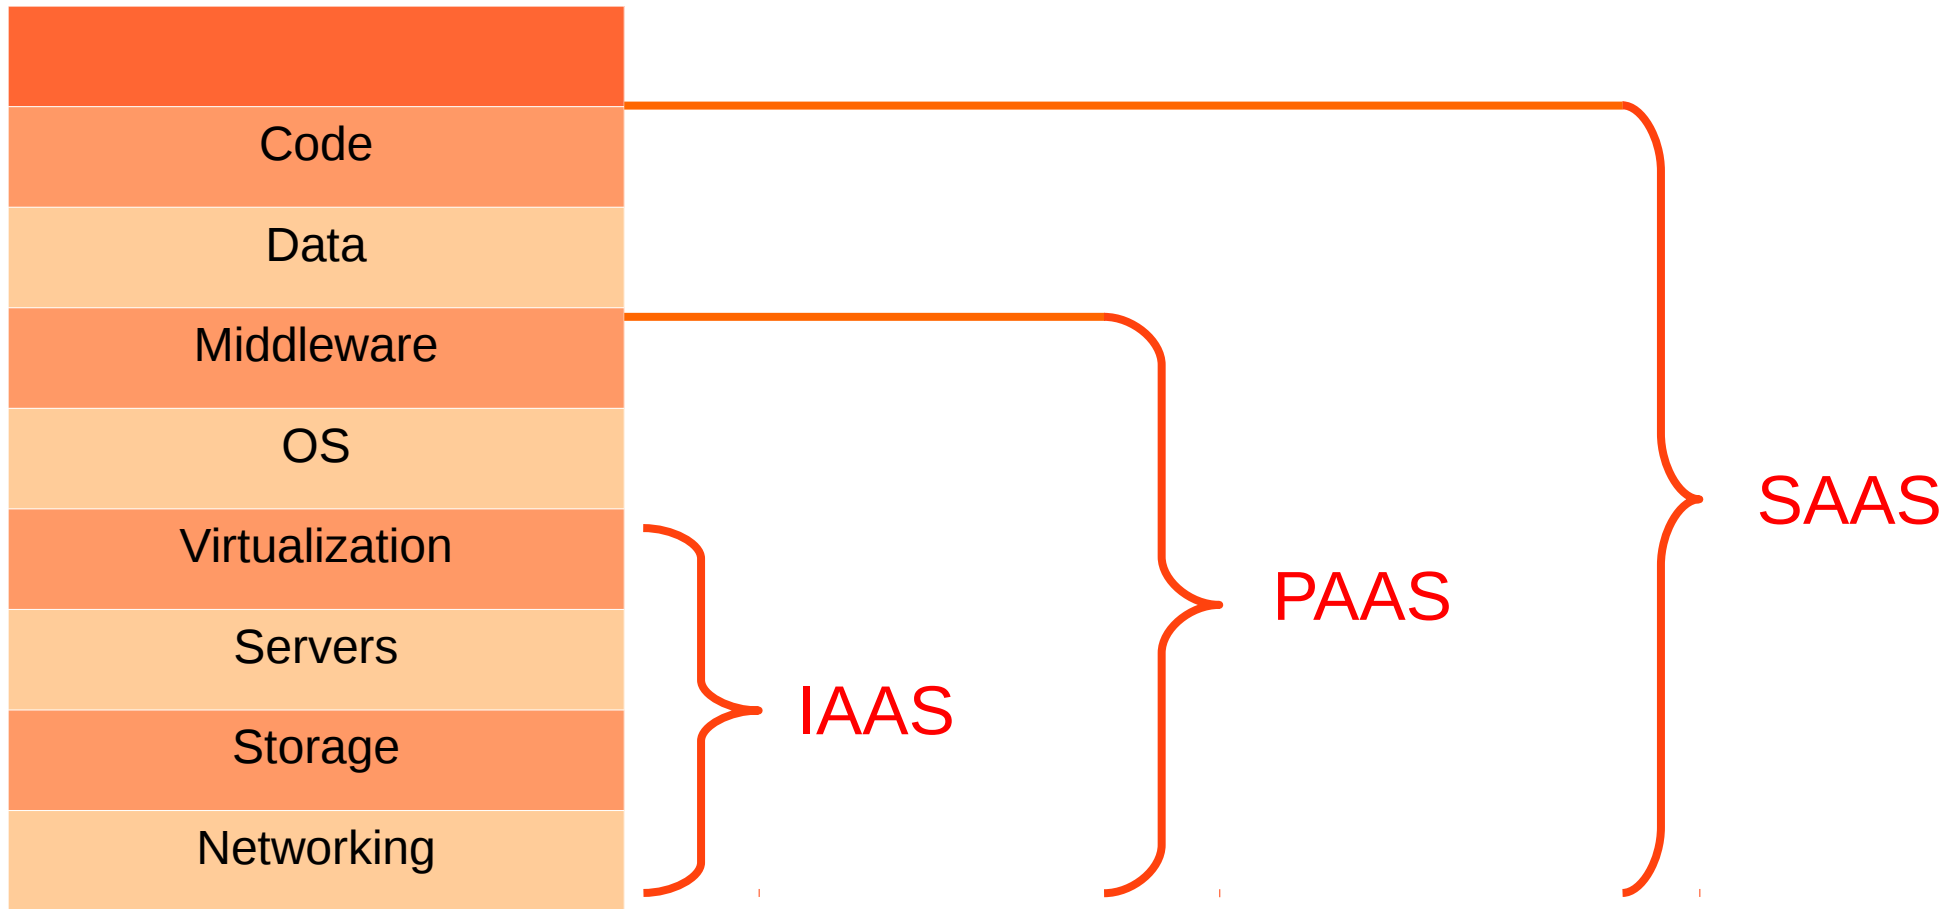 Code
Data
Middleware
OS
Virtualization
Servers
Storage
Networking
IAAS
PAAS
SAAS